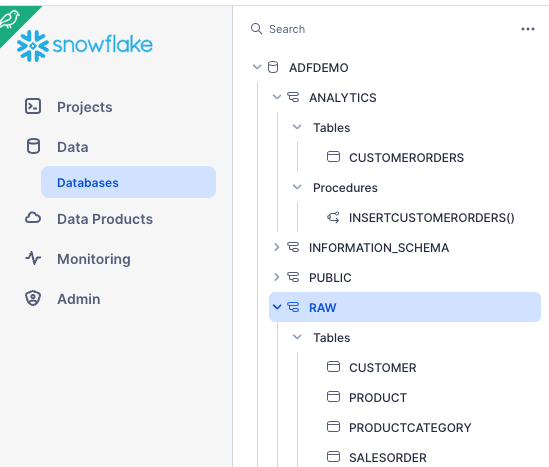 snowflake
Projects
Data
Databases
Data Products
Monitoring
Admin
Search
ADFDEMO
ANALYTICS
Tables
CUSTOMERORDERS
Procedures
INSERTCUSTOMERORDERS()
INFORMATION_SCHEMA
PUBLIC
RAW
Tables
CUSTOMER
PRODUCT
PRODUCTCATEGORY
SALESORDER